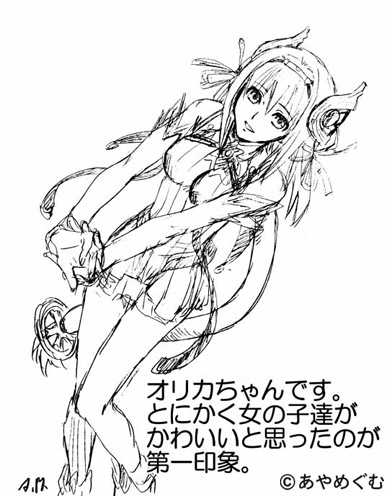 オリカちゃんです。
とにかく女の子達が
かわいいと思ったのが
第一印象。
A.M.
©あやめぐむ